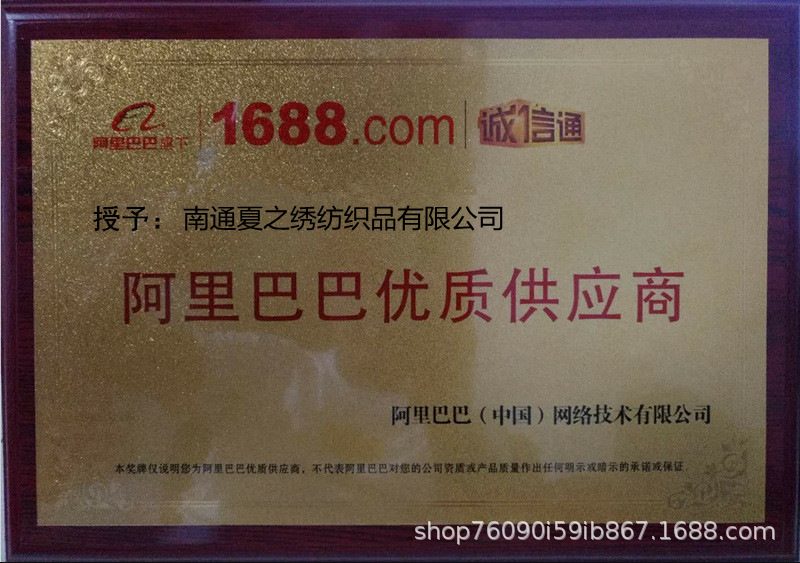 阿里巴巴旗下 1688.com 诚信通
授予：南通夏之绣纺织品有限公司
阿里巴巴优质供应商
阿里巴巴（中国）网络技术有限公司
本奖牌仅说明您为阿里巴巴优质供应商，不代表阿里巴巴对您的公司资质或产品质量作出任何明示或暗示的承诺或保证
shop76090i59ib867.1688.com